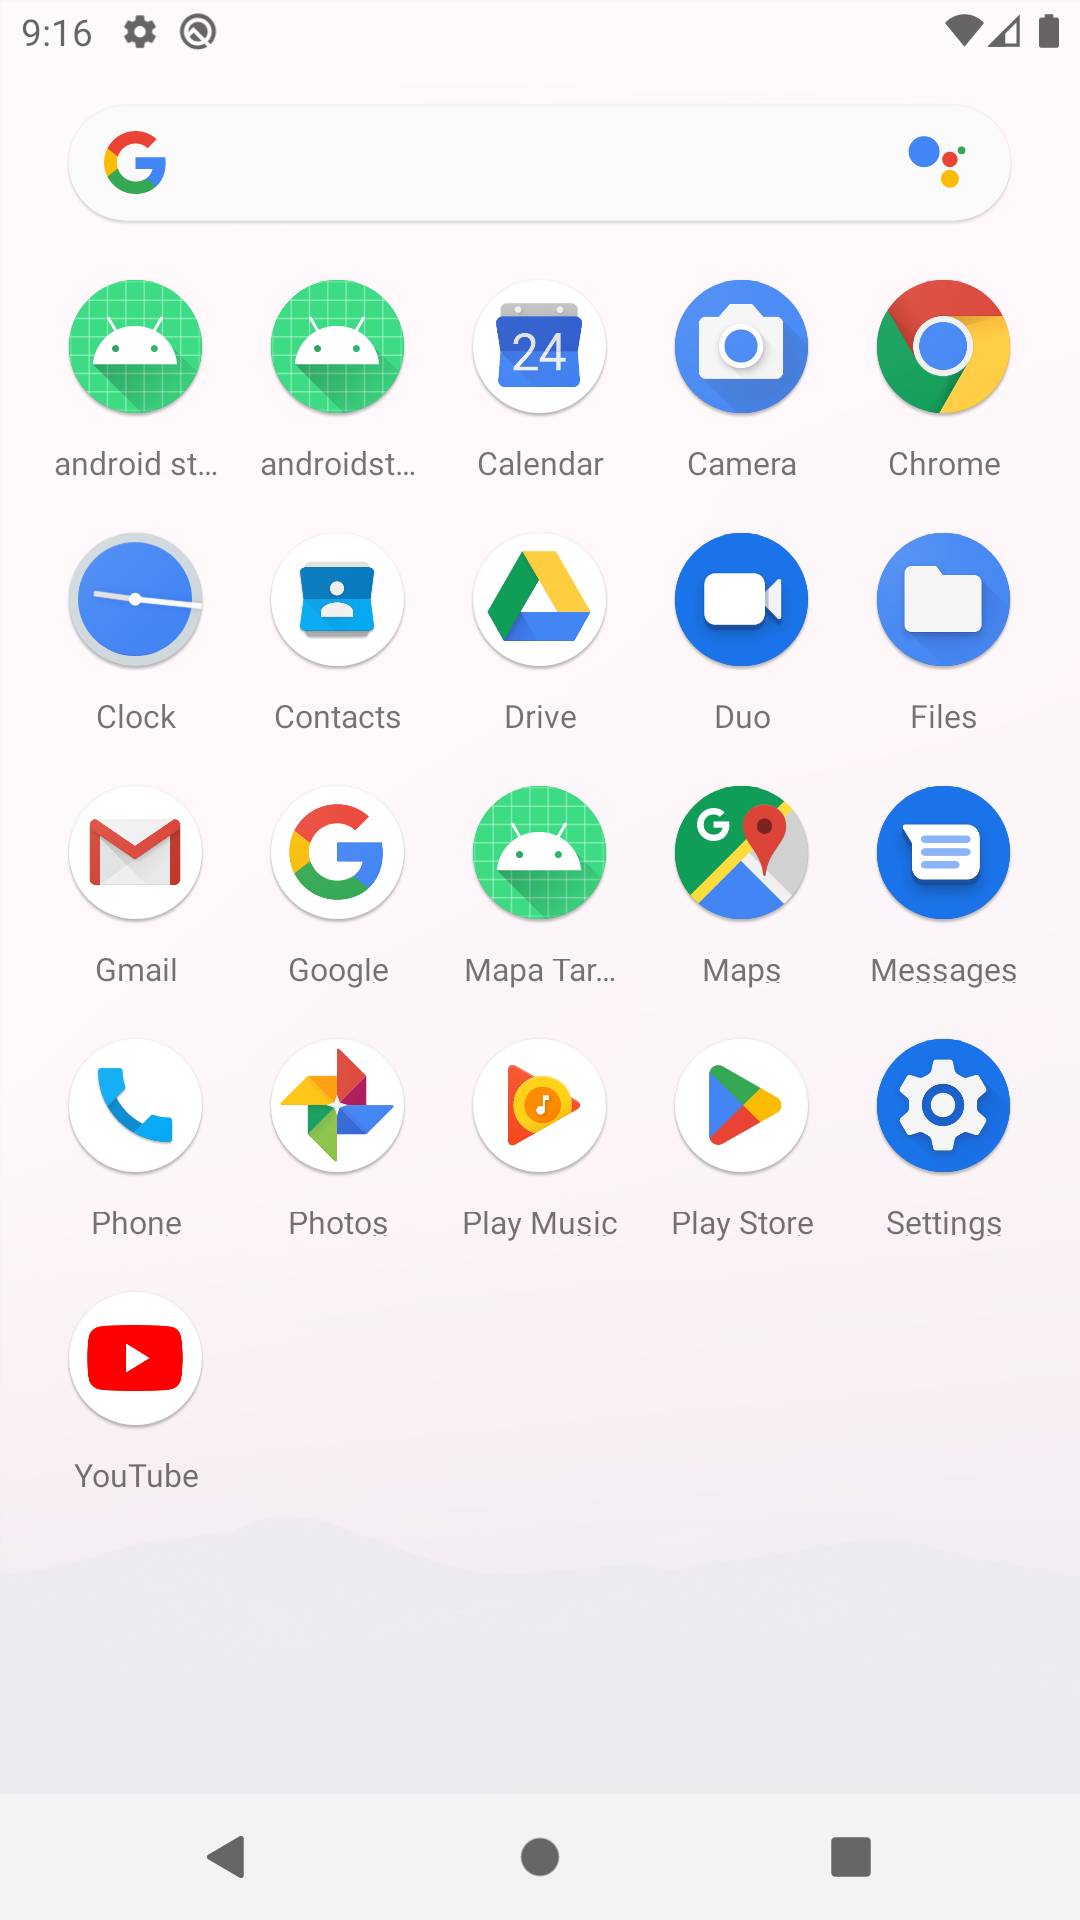 9:16
24
android st... androidst... Calendar Camera Chrome
Clock Contacts Drive Duo Files
Gmail Google Mapa Tar... Maps Messages
Phone Photos Play Music Play Store Settings
YouTube